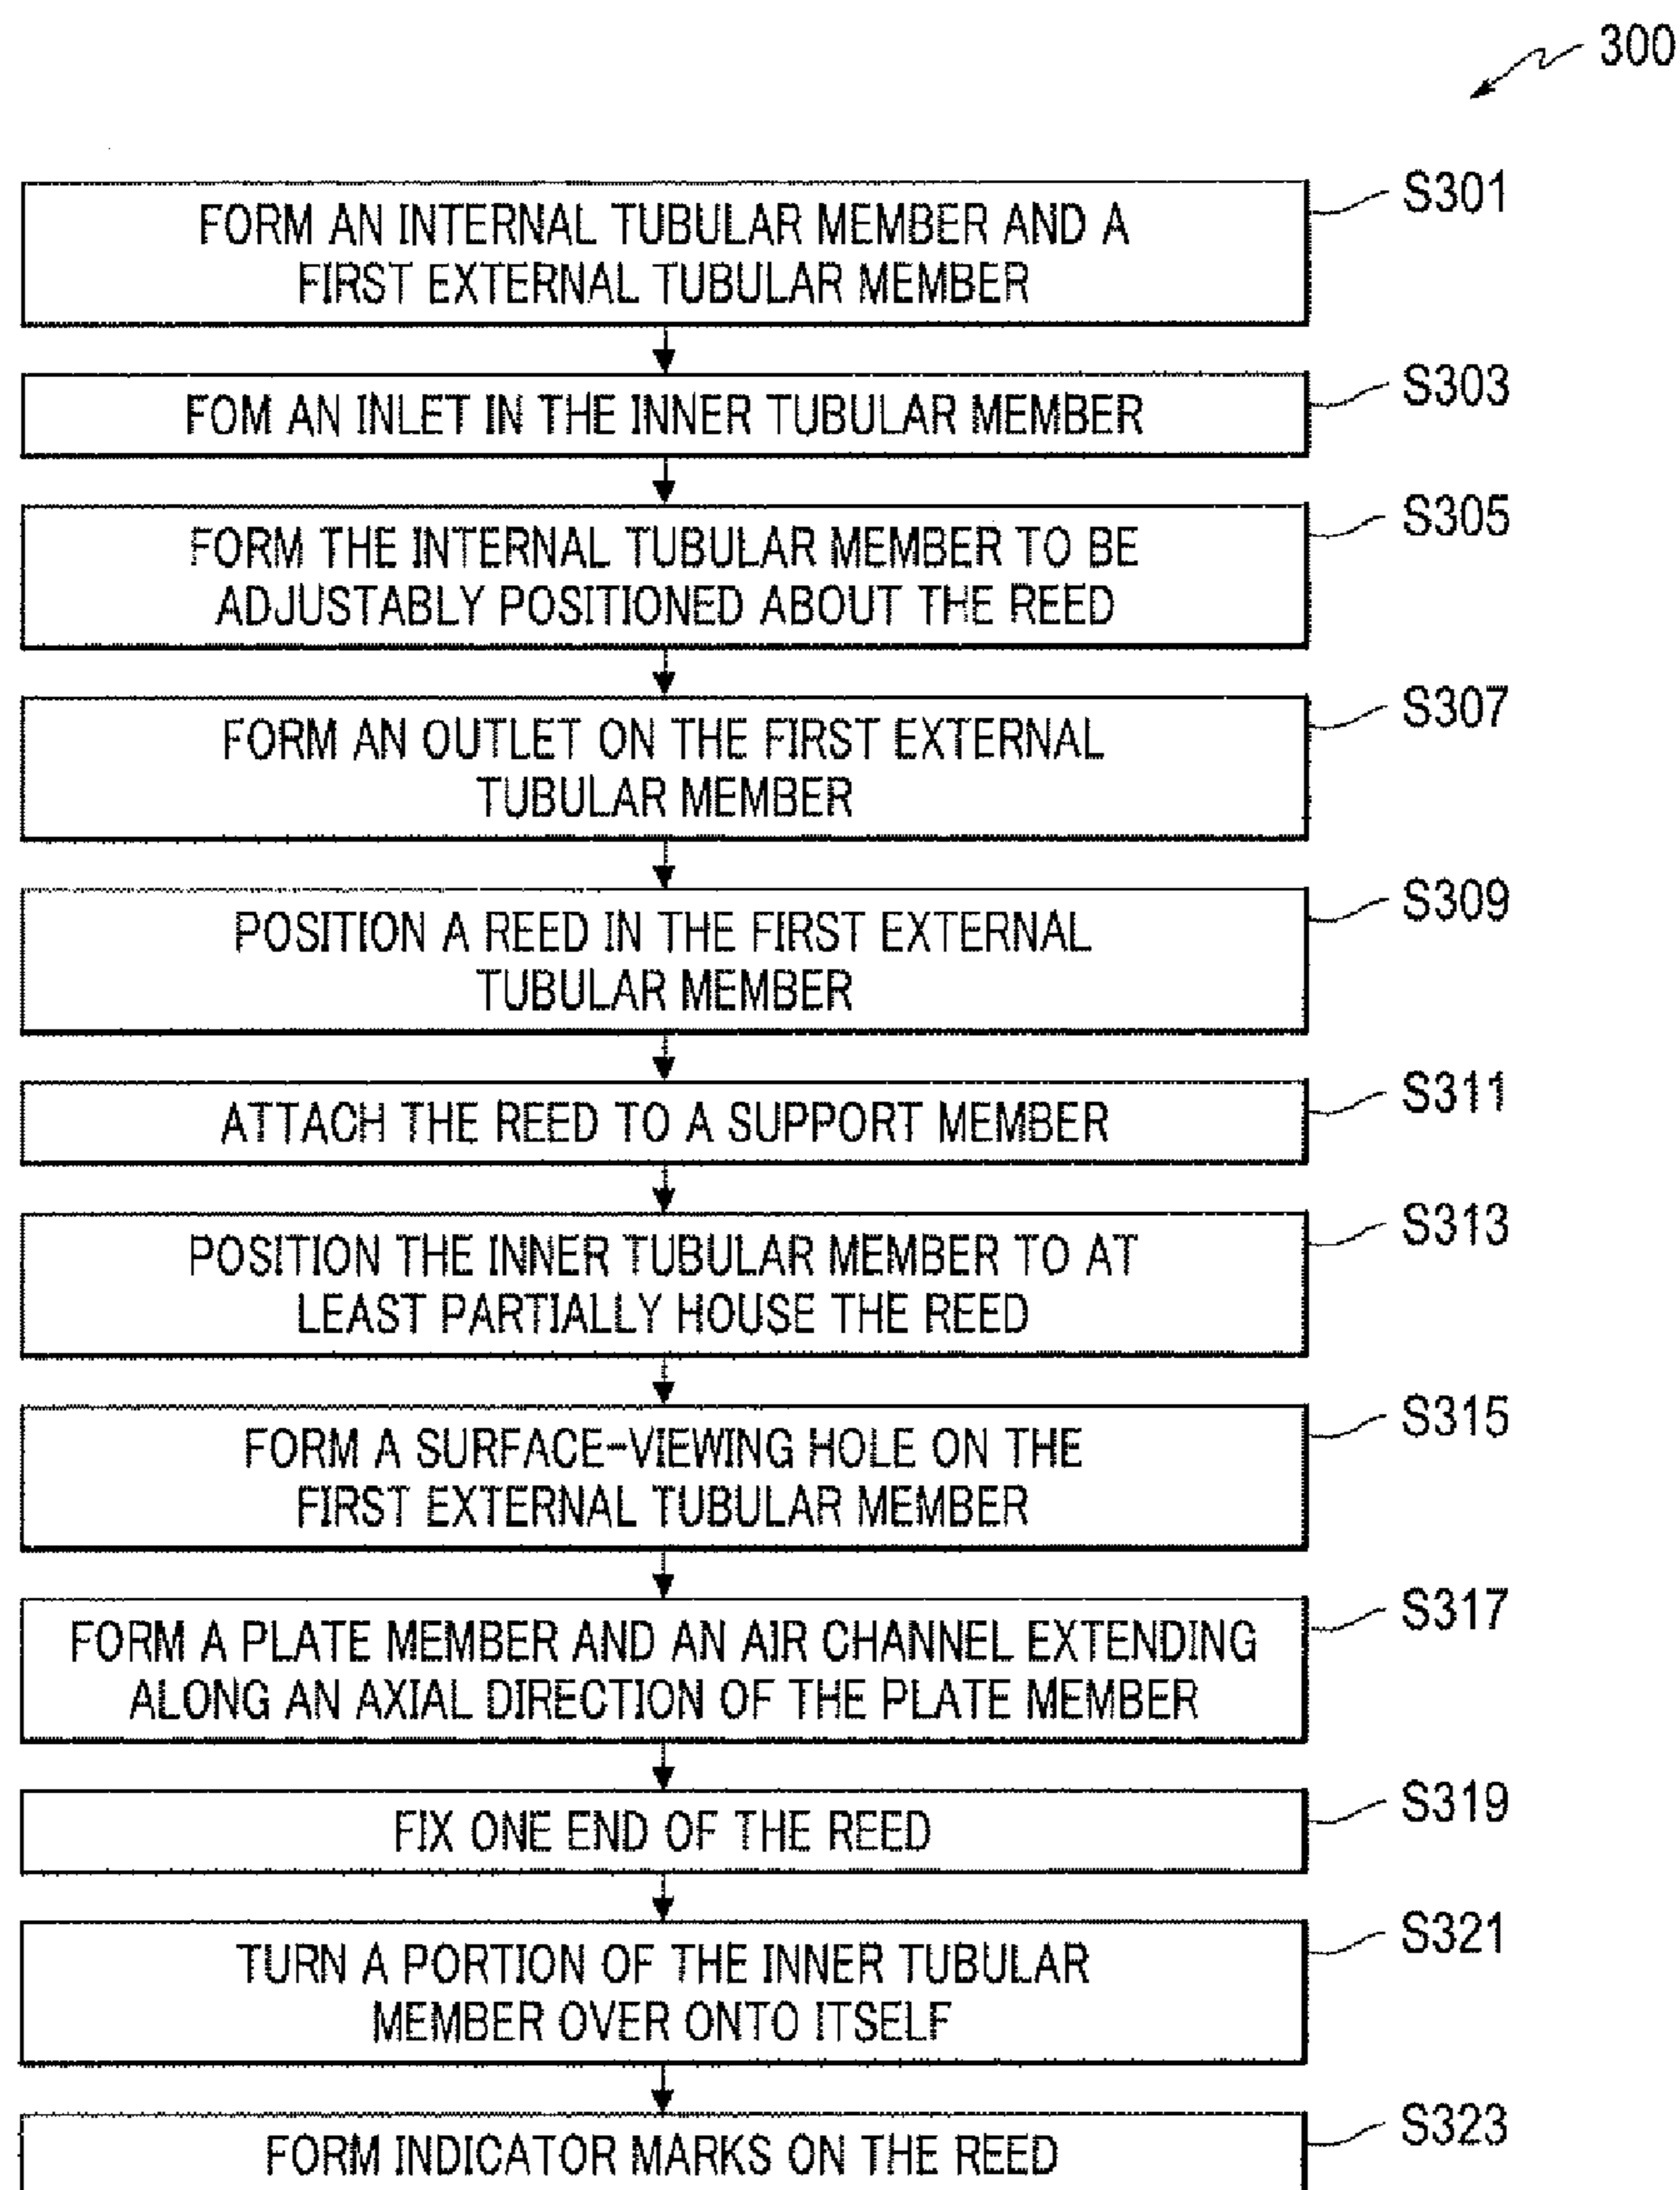 300
S301
FORM AN INTERNAL TUBULAR MEMBER AND A
FIRST EXTERNAL TUBULAR MEMBER
S303
FOM AN INLET IN THE INNER TUBULAR MEMBER
S305
FORM THE INTERNAL TUBULAR MEMBER TO BE
ADJUSTABLY POSITIONED ABOUT THE REED
S307
FORM AN OUTLET ON THE FIRST EXTERNAL
TUBULAR MEMBER
S309
POSITION A REED IN THE FIRST EXTERNAL
TUBULAR MEMBER
S311
ATTACH THE REED TO A SUPPORT MEMBER
S313
POSITION THE INNER TUBULAR MEMBER TO AT
LEAST PARTIALLY HOUSE THE REED
S315
FORM A SURFACE-VIEWING HOLE ON THE
FIRST EXTERNAL TUBULAR MEMBER
S317
FORM A PLATE MEMBER AND AN AIR CHANNEL EXTENDING
ALONG AN AXIAL DIRECTION OF THE PLATE MEMBER
S319
FIX ONE END OF THE REED
S321
TURN A PORTION OF THE INNER TUBULAR
MEMBER OVER ONTO ITSELF
S323
FORM INDICATOR MARKS ON THE REED